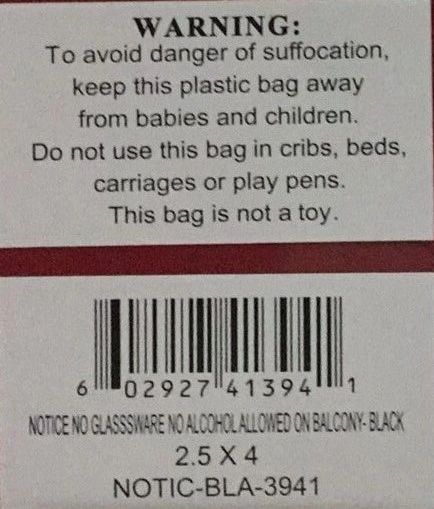 WARNING:
To avoid danger of suffocation,
keep this plastic bag away
from babies and children.
Do not use this bag in cribs, beds,
carriages or play pens.
This bag is not a toy.
6 02927 41394 1
NOTICE NO GLASSSWARE NO ALCOHOL ALLOWED ON BALCONY- BLACK
2.5 X 4
NOTIC-BLA-3941